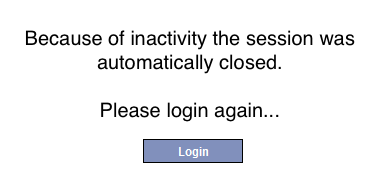 Because of inactivity the session was
automatically closed.
Please login again...
Login